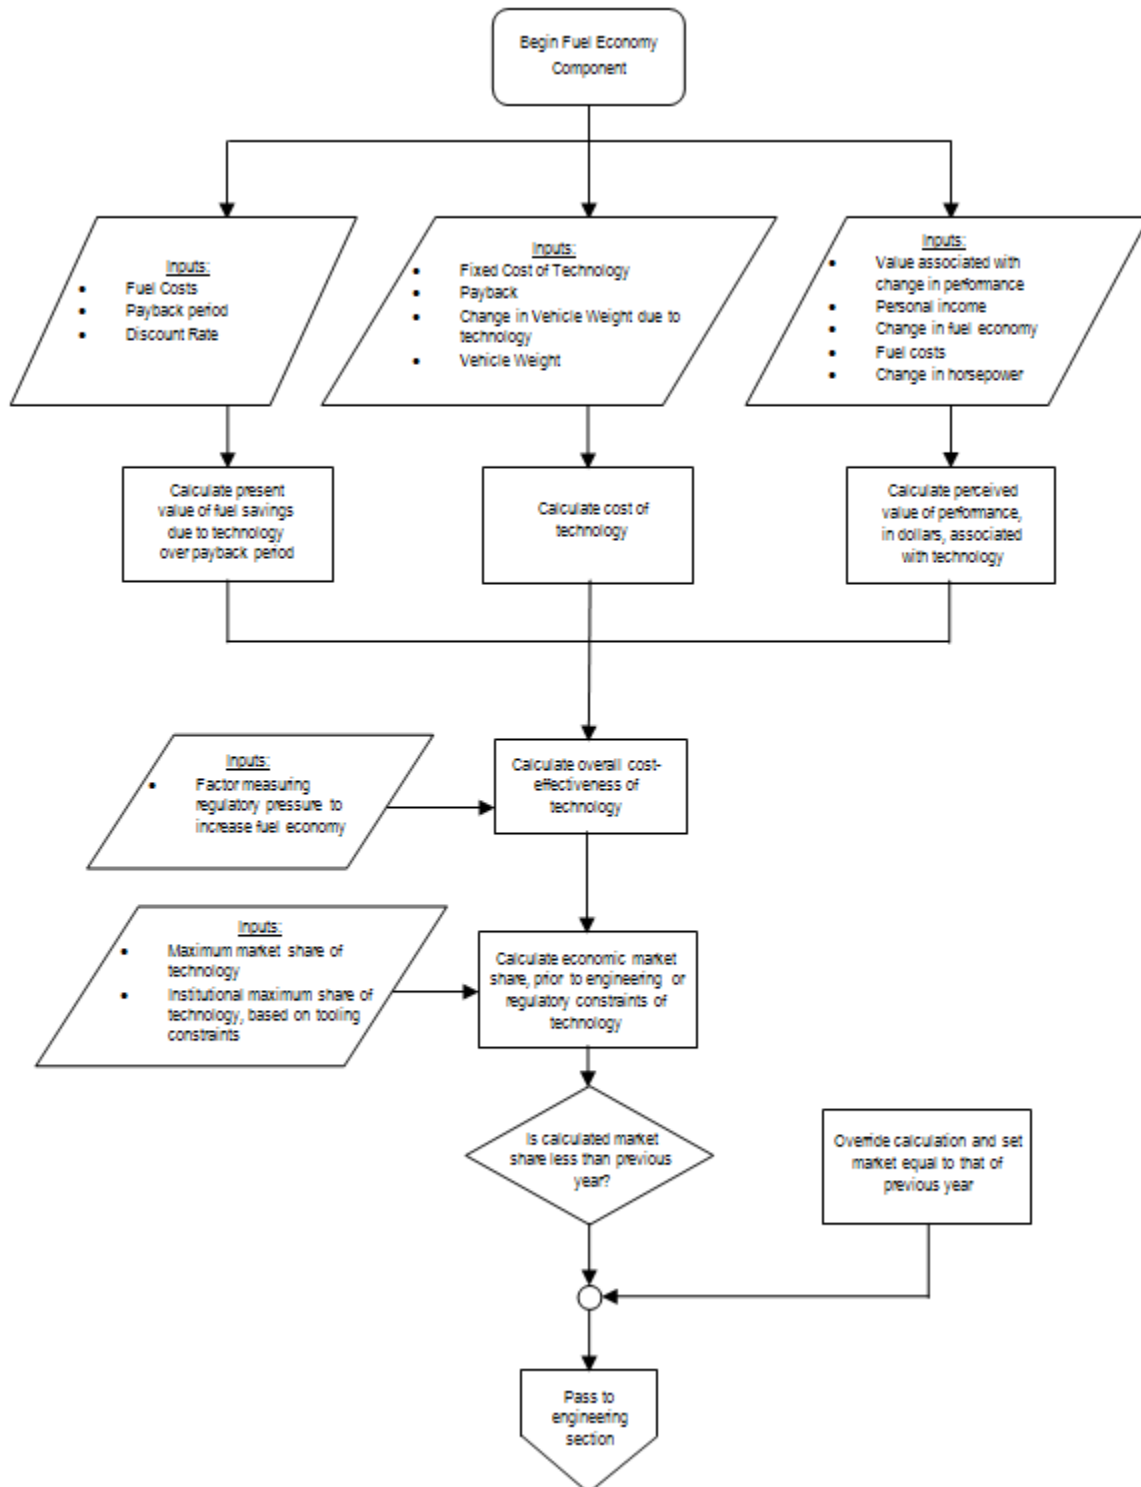 Begin Fuel Economy
Component
Inputs:
• Fuel Costs
• Payback period
• Discount Rate
Inputs:
• Fixed Cost of Technology
• Payback
• Change in Vehicle Weight due to
technology
• Vehicle Weight
Inputs:
• Value associated with
change in performance
• Personal income
• Change in fuel economy
• Fuel costs
• Change in horsepower
Calculate present
value of fuel savings
due to technology
over payback period
Calculate cost of
technology
Calculate perceived
value of performance,
in dollars, associated
with technology
Inputs:
• Factor measuring
regulatory pressure to
increase fuel economy
Calculate overall cost-
effectiveness of
technology
Inputs:
• Maximum market share of
technology
• Institutional maximum share of
technology, based on tooling
constraints
Calculate economic market
share, prior to engineering or
regulatory constraints of
technology
Is calculated market
share less than previous
year?
Override calculation and set
market equal to that of
previous year
Pass to
engineering
section